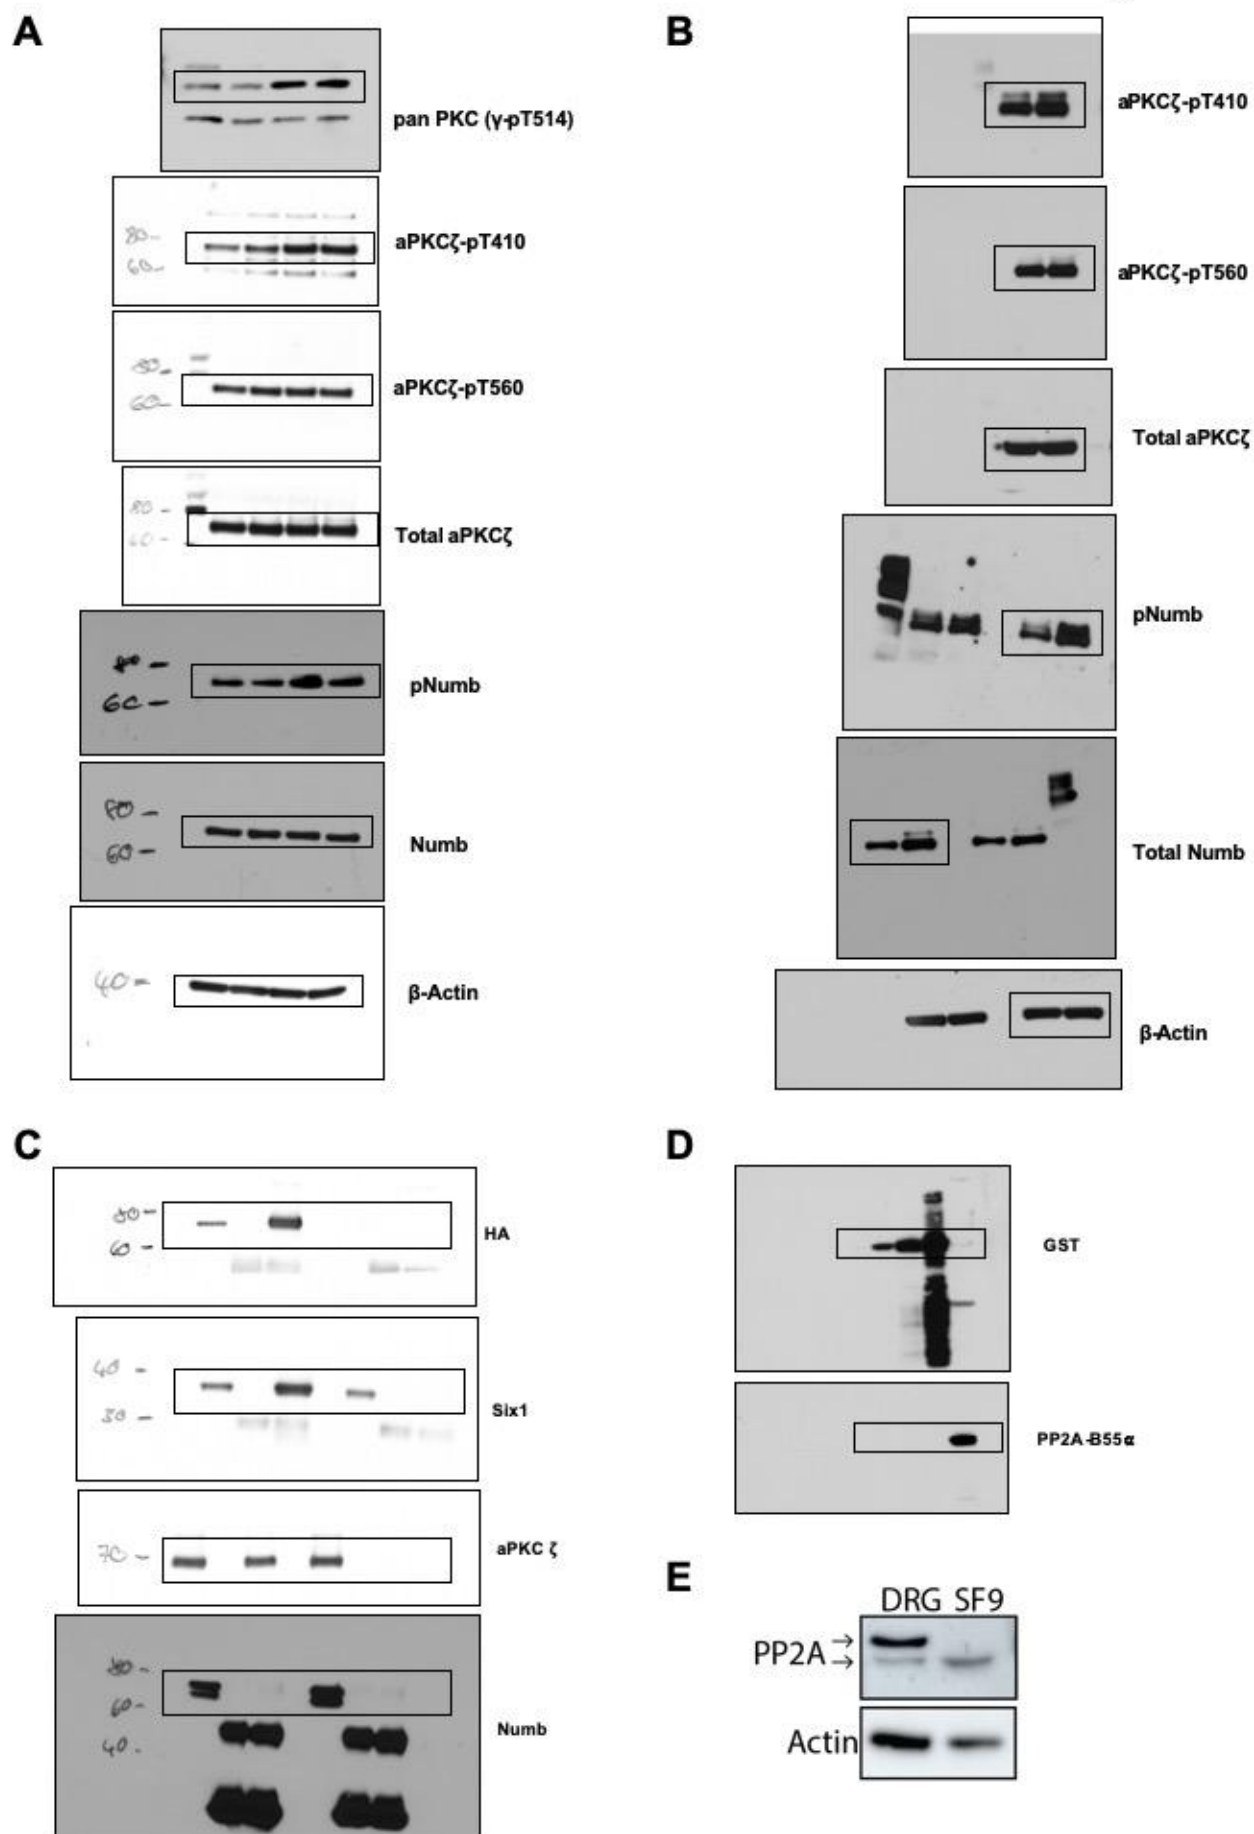 A
pan PKC (γ-pT514)
80-
60-
aPKCζ-pT410
80-
60-
aPKCζ-pT560
80 -
60 -
Total aPKCζ
60 -
pNumb
80 -
60 -
Numb
40 -
β-Actin
B
aPKCζ-pT410
aPKCζ-pT560
Total aPKCζ
pNumb
Total Numb
β-Actin
C
80 -
60 -
HA
40 -
30 -
Six1
70 -
aPKC ζ
80 -
60 -
40 -
Numb
D
GST
PP2A-B55α
E
DRG SF9
PP2A → →
Actin